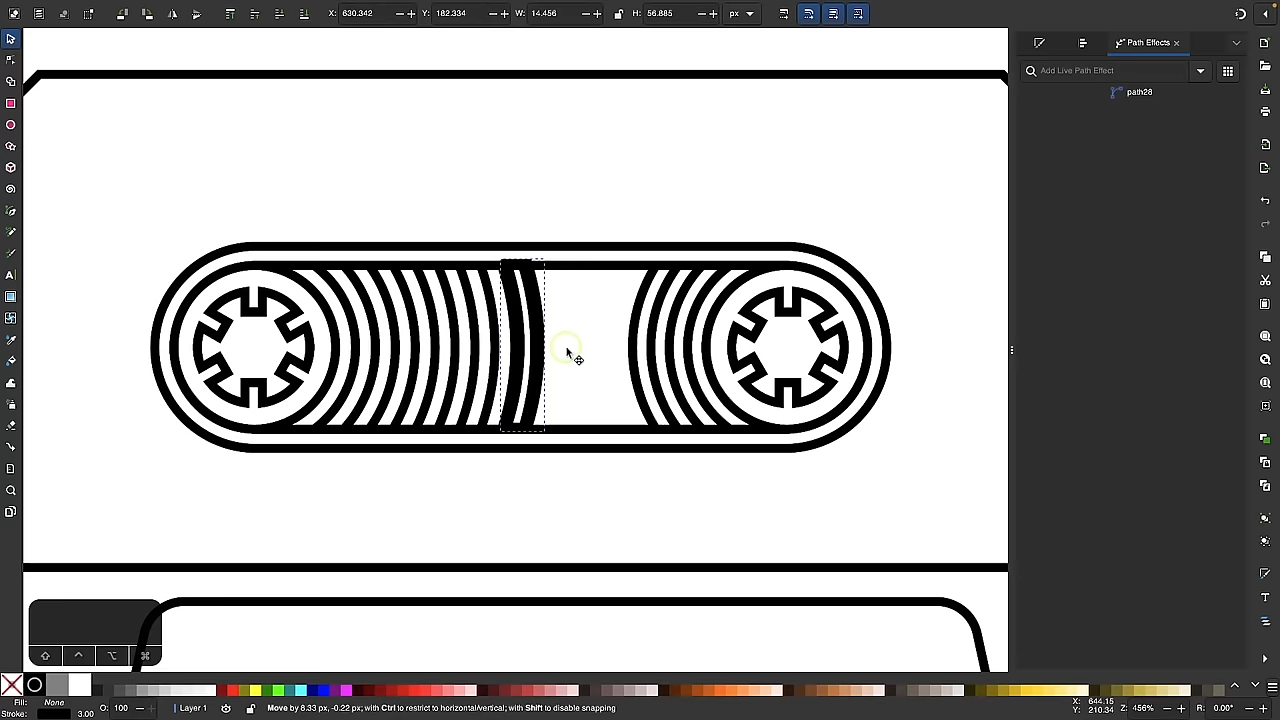 X: 630.342 Y: 182.334 W: 14.456 H: 56.885 px
Path Effects
Add Live Path Effect
path28
A
Fill: None
Stroke: 3.00
O: 100
Layer 1
Move by 8.33 px, -0.22 px; with Ctrl to restrict to horizontal/vertical; with Shift to disable snapping
X: 644.15
Y: 210.34
Z: 456%
R: 0.00°